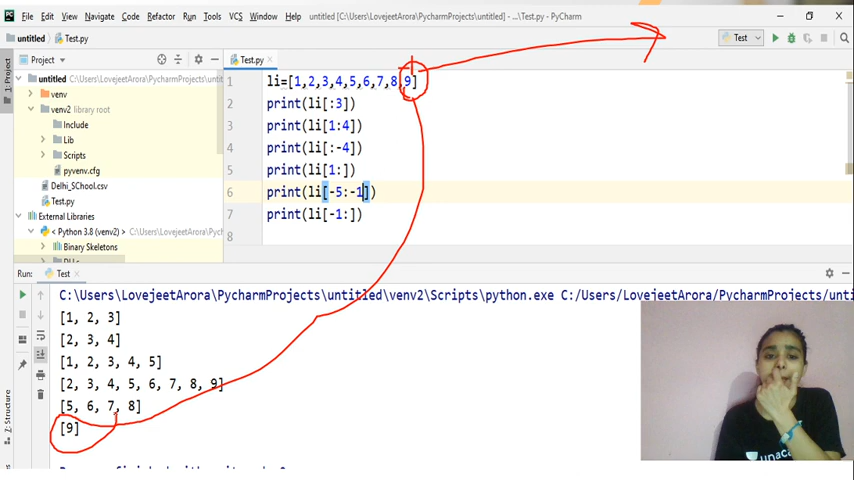 File Edit View Navigate Code Refactor Run Tools VCS Window Help untitled [C:\Users\LovejeetArora\PycharmProjects\untitled] - ...\Test.py - PyCharm
untitled Test.py Test
Project Test.py
1: Project
untitled C:\Users\LovejeetArora\PycharmProjects\unti
venv
venv2 library root
Include
Lib
Scripts
pyvenv.cfg
Delhi_SChool.csv
Test.py
External Libraries
< Python 3.8 (venv2) > C:\Users\LovejeetArora
Binary Skeletons
1 li=[1,2,3,4,5,6,7,8,9]
2 print(li[:3])
3 print(li[1:4])
4 print(li[:-4])
5 print(li[1:])
6 print(li[-5:-1])
7 print(li[-1:])
8
Run: Test
C:\Users\LovejeetArora\PycharmProjects\untitled\venv2\Scripts\python.exe C:/Users/LovejeetArora/PycharmProjects/unti
[1, 2, 3]
[2, 3, 4]
[1, 2, 3, 4, 5]
[2, 3, 4, 5, 6, 7, 8, 9]
[5, 6, 7, 8]
[9]
Z: Structure
unaca